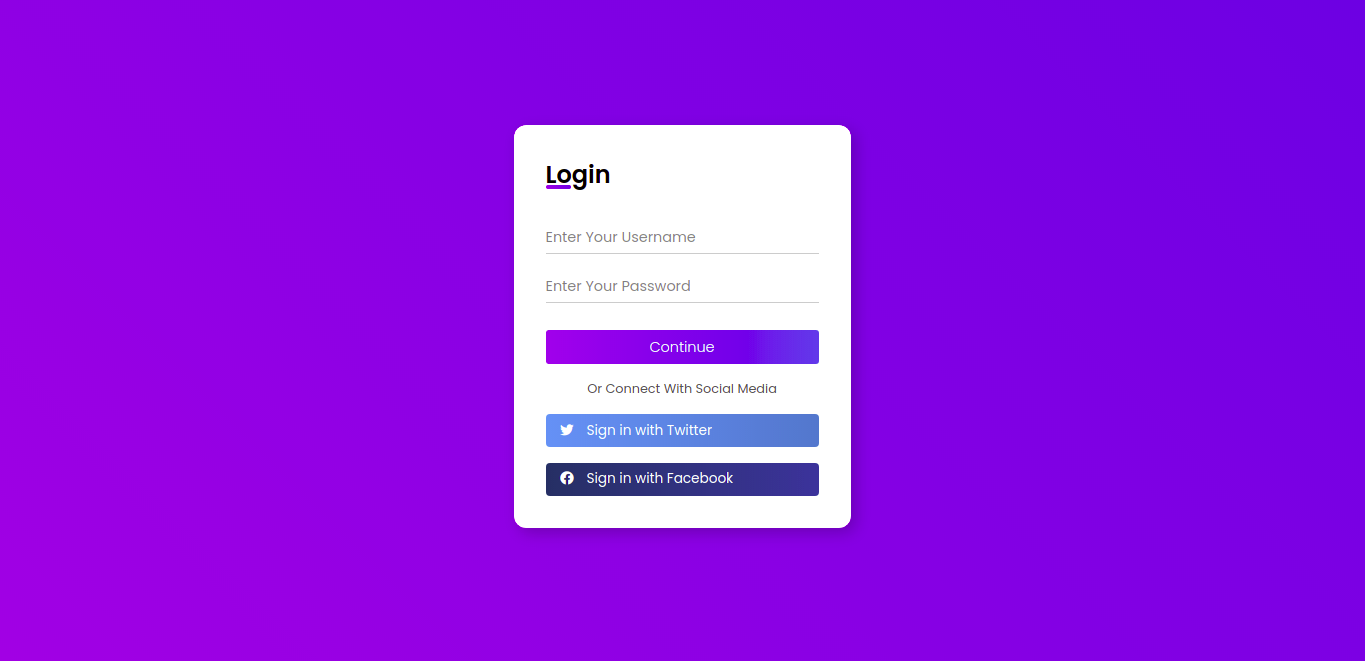 Login
Enter Your Username
Enter Your Password
Continue
Or Connect With Social Media
Sign in with Twitter
Sign in with Facebook